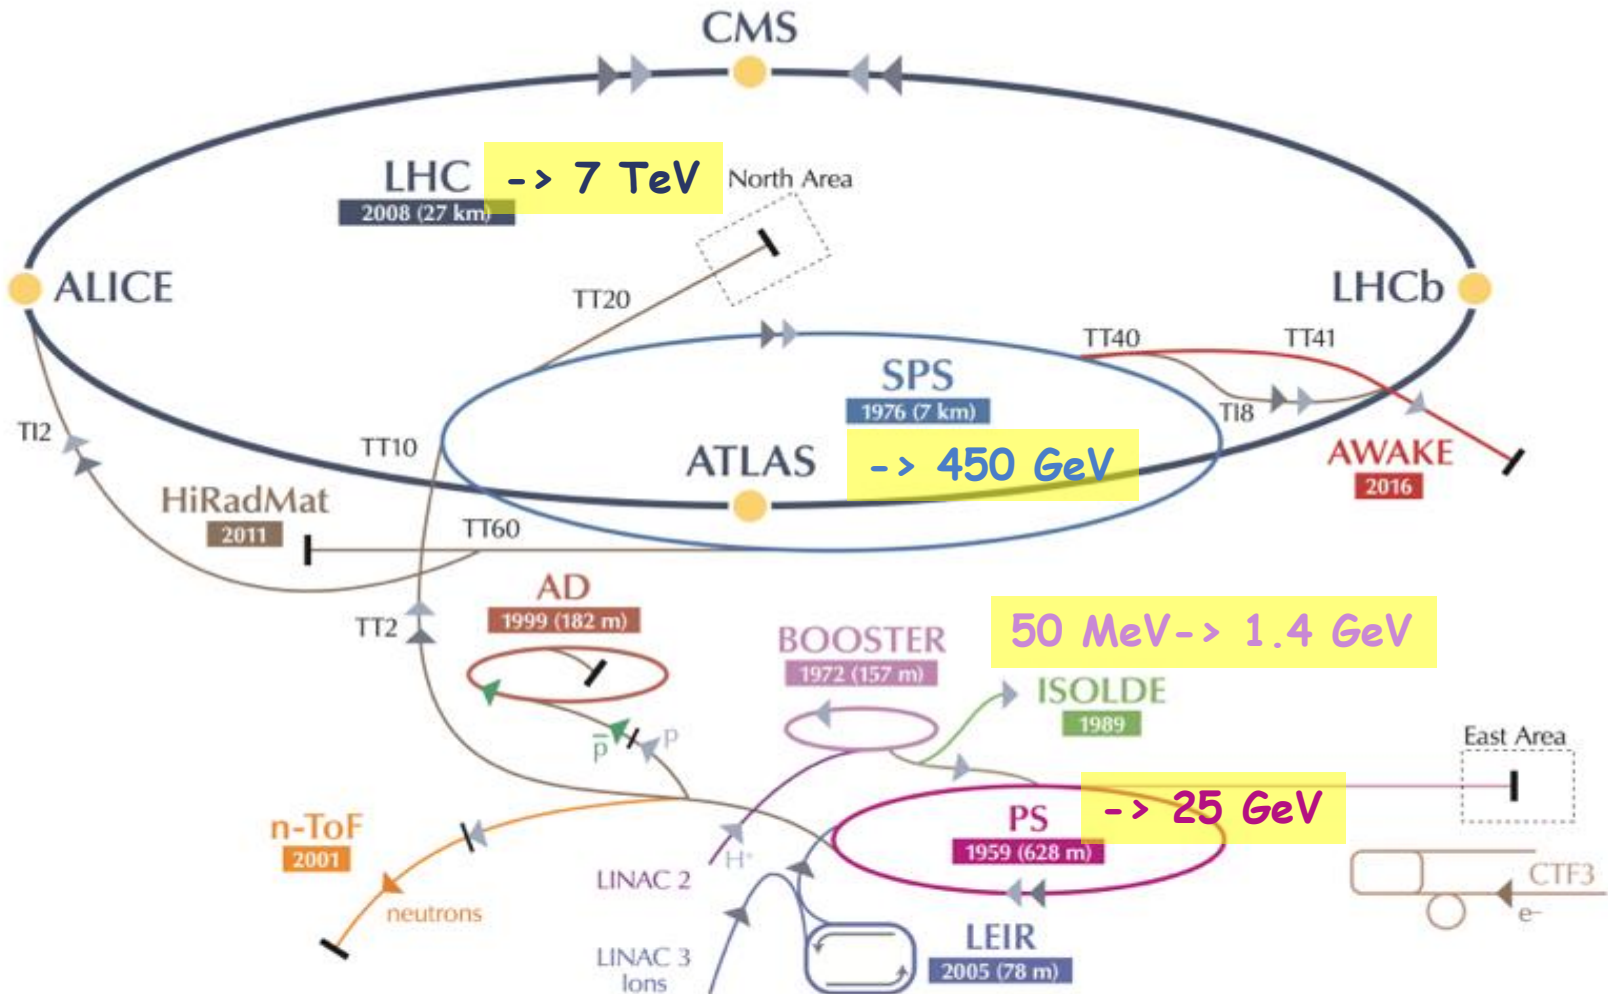 CMS
LHC -> 7 TeV
2008 (27 km)
North Area
ALICE
TT20
LHCb
TT40
TT41
SPS
1976 (7 km)
TI2
TT10
TI8
ATLAS
-> 450 GeV
AWAKE
2016
HiRadMat
2011
TT60
AD
1999 (182 m)
TT2
BOOSTER
1972 (157 m)
50 MeV-> 1.4 GeV
ISOLDE
1989
p̅
p
East Area
n-ToF
2001
PS
1959 (628 m)
-> 25 GeV
H⁺
LINAC 2
neutrons
CTF3
e–
LEIR
2005 (78 m)
LINAC 3
Ions